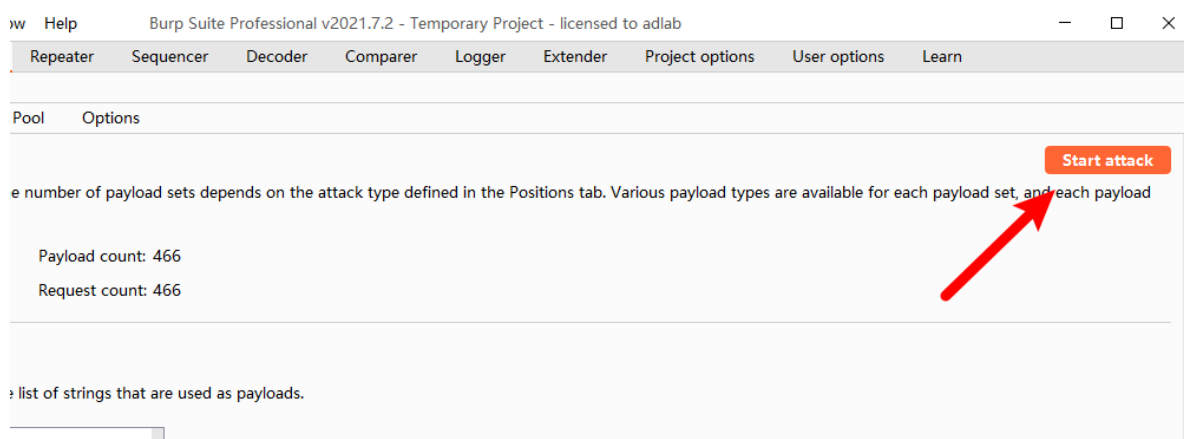 Help Burp Suite Professional v2021.7.2 - Temporary Project - licensed to adlab
Repeater Sequencer Decoder Comparer Logger Extender Project options User options Learn
Pool Options
Start attack
e number of payload sets depends on the attack type defined in the Positions tab. Various payload types are available for each payload set, and each payload
Payload count: 466
Request count: 466
list of strings that are used as payloads.